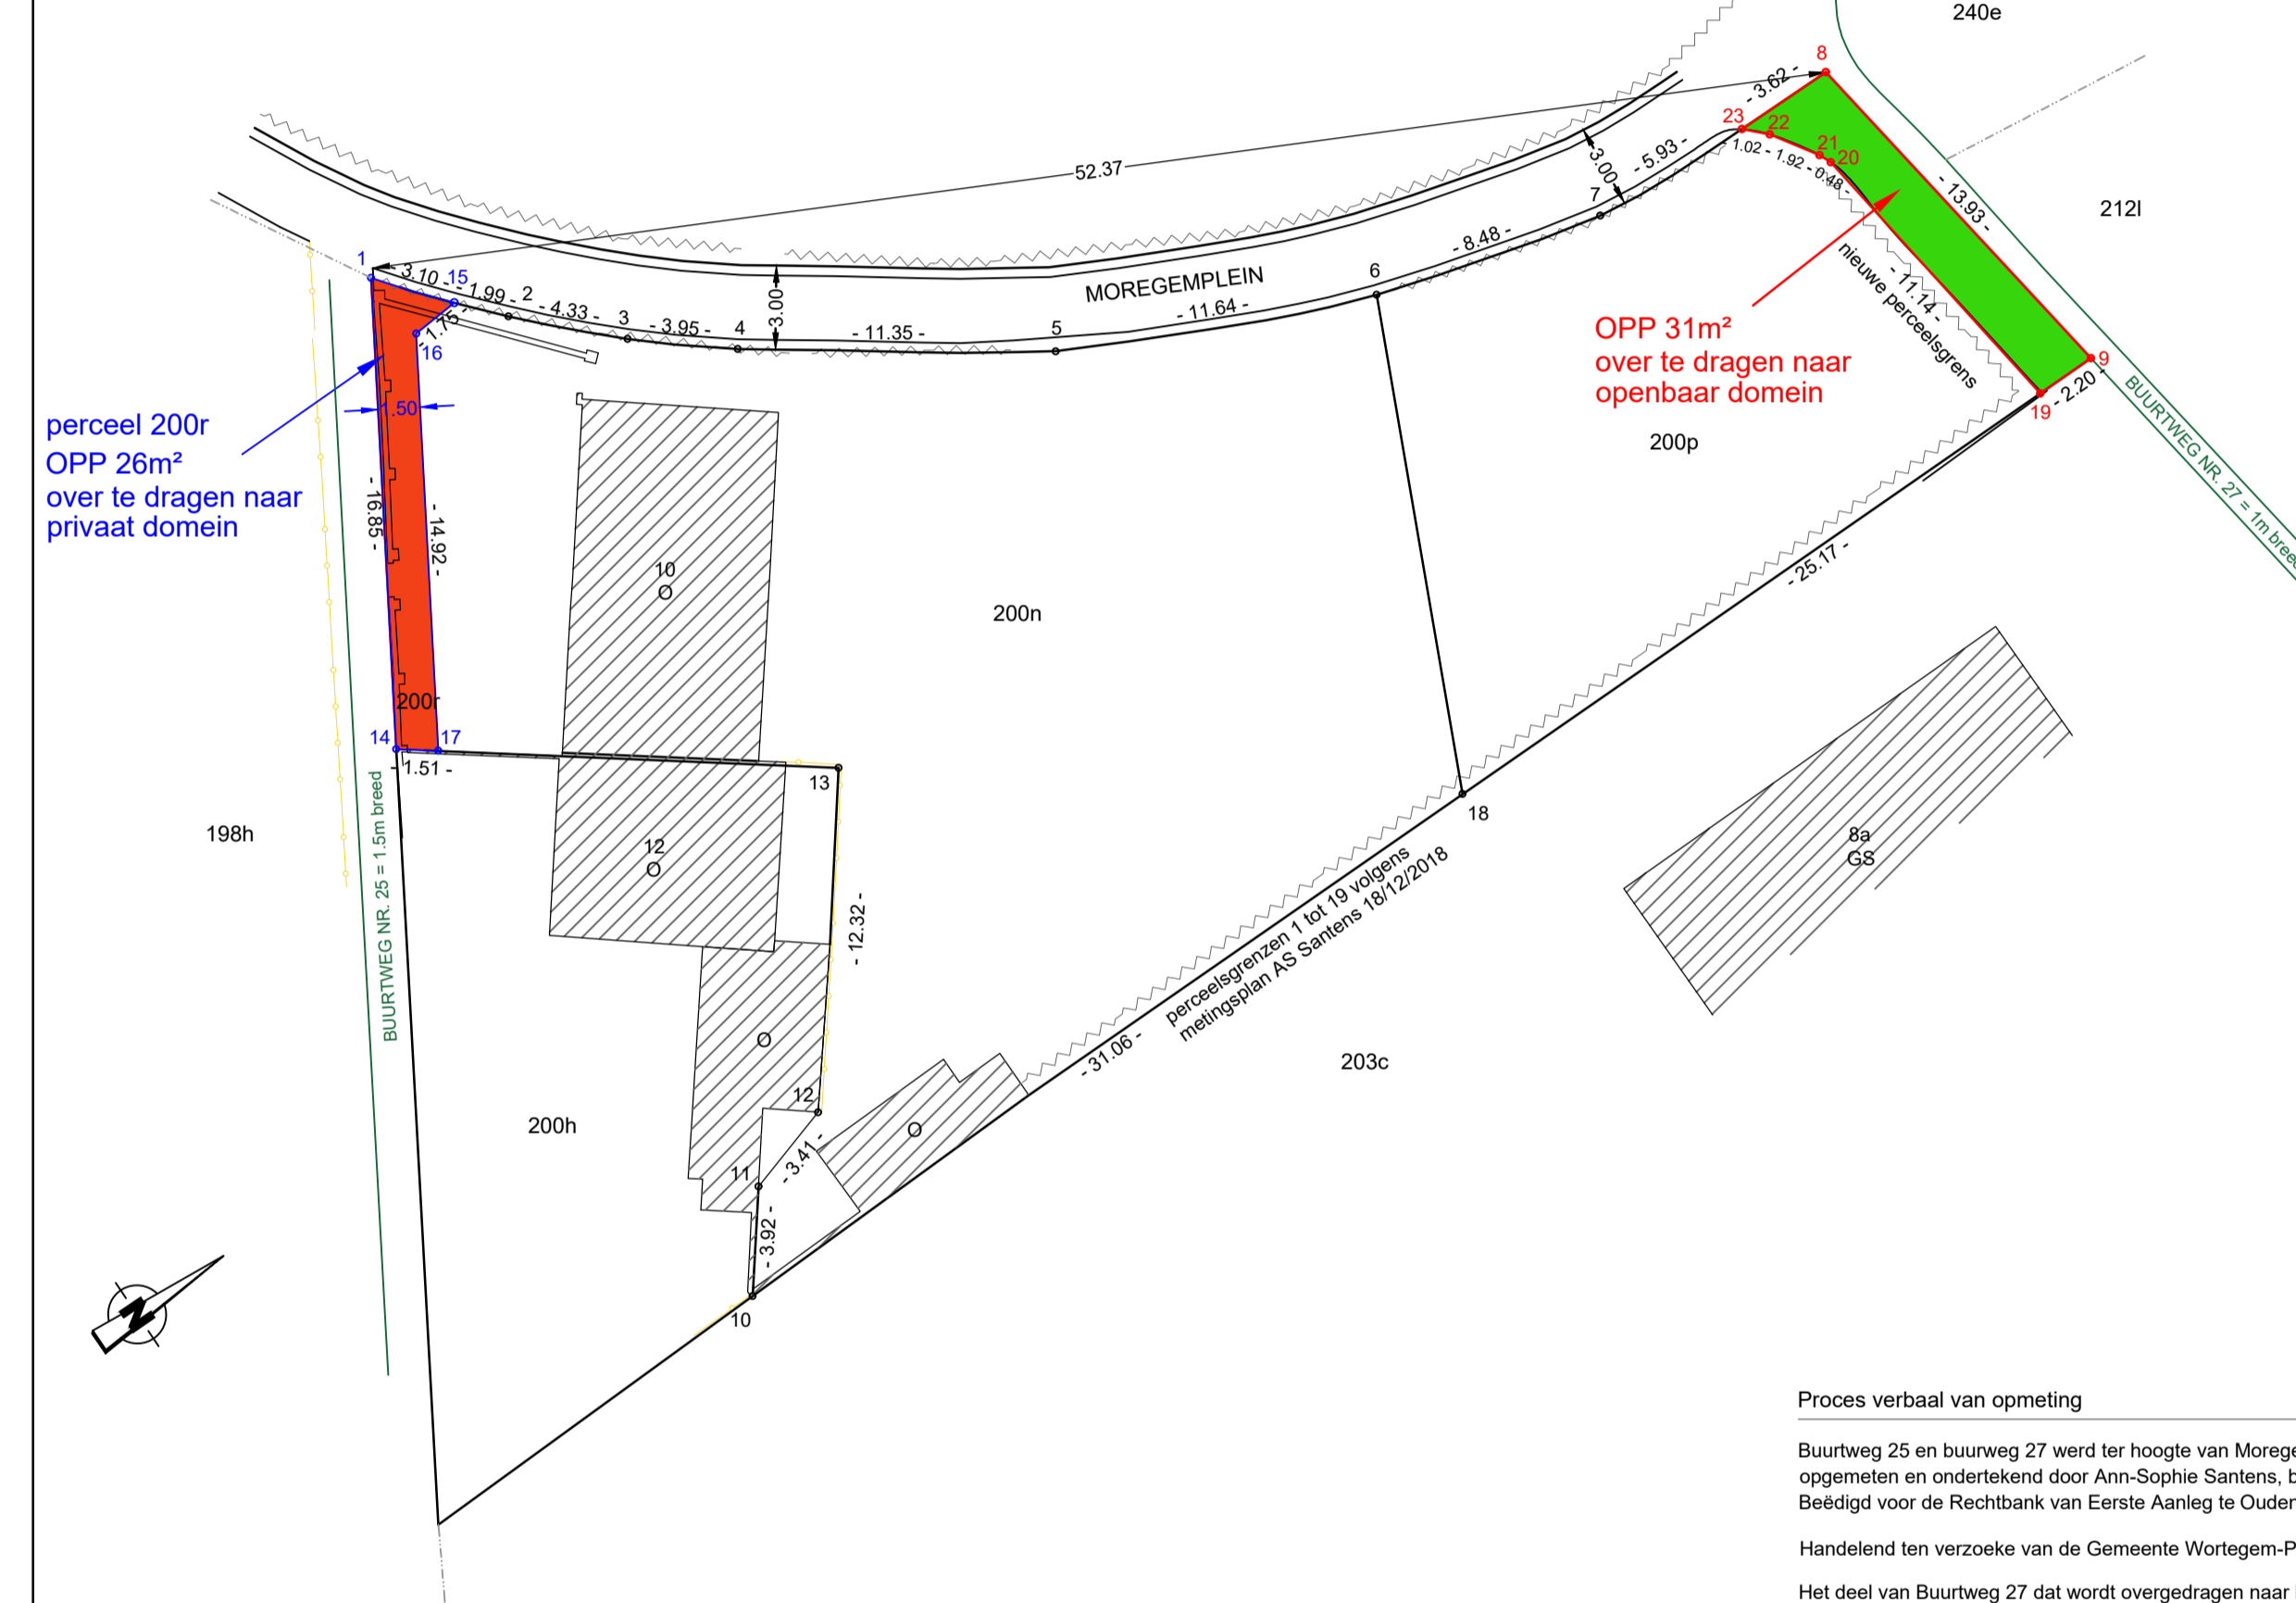 240e
8
- 3.62 -
23
22
21
20
- 1.02 - 1.92 - 0.48 -
52.37
- 5.93 -
3.00
7
- 13.93 -
212l
1
- 3.10 -
15
- 1.99 -
2
- 4.33 -
3
- 3.95 -
4
3.00
- 11.35 -
5
MOREGEMPLEIN
- 11.64 -
6
- 8.48 -
nieuwe perceelsgrens
- 11.14 -
1.75 -
16
OPP 31m²
over te dragen naar
openbaar domein
9
- 2.20 -
19
BUURTWEG NR. 27 = 1m breed
perceel 200r
OPP 26m²
over te dragen naar
privaat domein
1.50
- 16.85 -
- 14.92 -
200p
10
O
200n
- 25.17 -
200r
14
17
- 1.51 -
13
18
198h
BUURTWEG NR. 25 = 1.5m breed
12
O
- 12.32 -
8a
GS
perceelsgrenzen 1 tot 19 volgens
metingsplan AS Santens 18/12/2018
- 31.06 -
203c
O
12
O
200h
11
- 3.41 -
- 3.92 -
10
N
Proces verbaal van opmeting
Buurtweg 25 en buurweg 27 werd ter hoogte van
opgemeten en ondertekend door Ann-Sophie Santens,
Beëdigd voor de Rechtbank van Eerste Aanleg te
Handelend ten verzoeke van de Gemeente Wortegem-P
Het deel van Buurtweg 27 dat wordt overgedragen naar